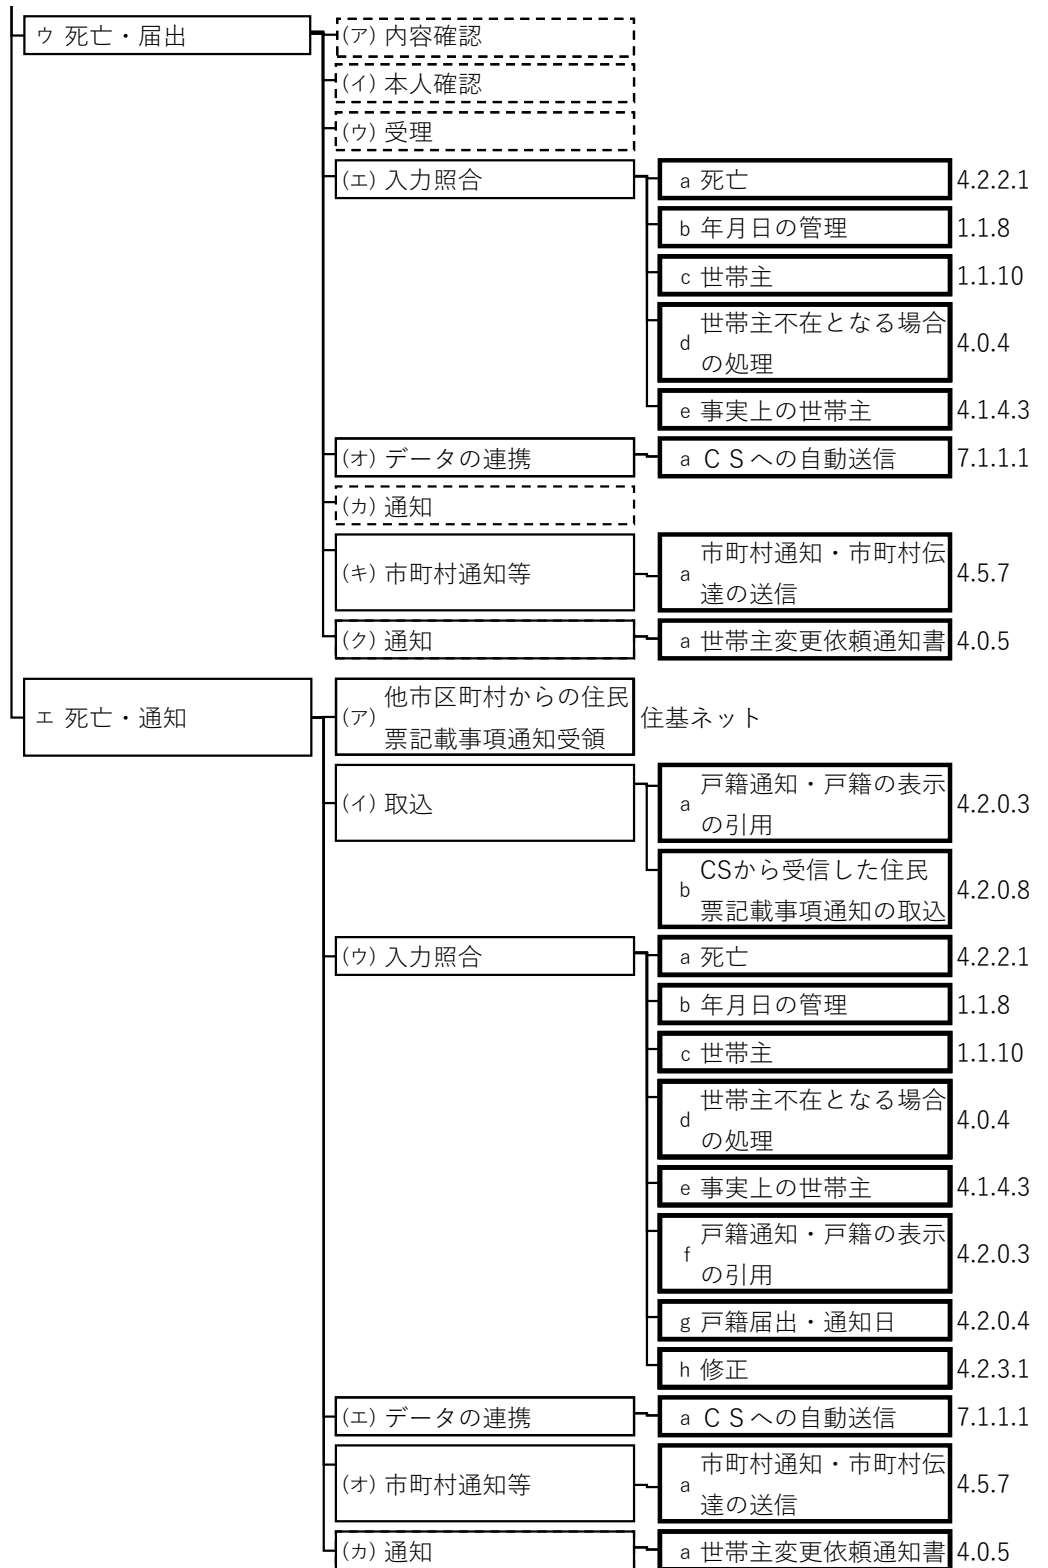 ウ 死亡・届出
(ア) 内容確認
(イ) 本人確認
(ウ) 受理
(エ) 入力照合
a 死亡 4.2.2.1
b 年月日の管理 1.1.8
c 世帯主 1.1.10
d 世帯主不在となる場合
の処理 4.0.4
e 事実上の世帯主 4.1.4.3
(オ) データの連携
a ＣＳへの自動送信 7.1.1.1
(カ) 通知
(キ) 市町村通知等
a 市町村通知・市町村伝
達の送信 4.5.7
(ク) 通知
a 世帯主変更依頼通知書 4.0.5
エ 死亡・通知
(ア) 他市区町村からの住民
票記載事項通知受領
住基ネット
(イ) 取込
a 戸籍通知・戸籍の表示
の引用 4.2.0.3
b CSから受信した住民
票記載事項通知の取込 4.2.0.8
(ウ) 入力照合
a 死亡 4.2.2.1
b 年月日の管理 1.1.8
c 世帯主 1.1.10
d 世帯主不在となる場合
の処理 4.0.4
e 事実上の世帯主 4.1.4.3
f 戸籍通知・戸籍の表示
の引用 4.2.0.3
g 戸籍届出・通知日 4.2.0.4
h 修正 4.2.3.1
(エ) データの連携
a ＣＳへの自動送信 7.1.1.1
(オ) 市町村通知等
a 市町村通知・市町村伝
達の送信 4.5.7
(カ) 通知
a 世帯主変更依頼通知書 4.0.5